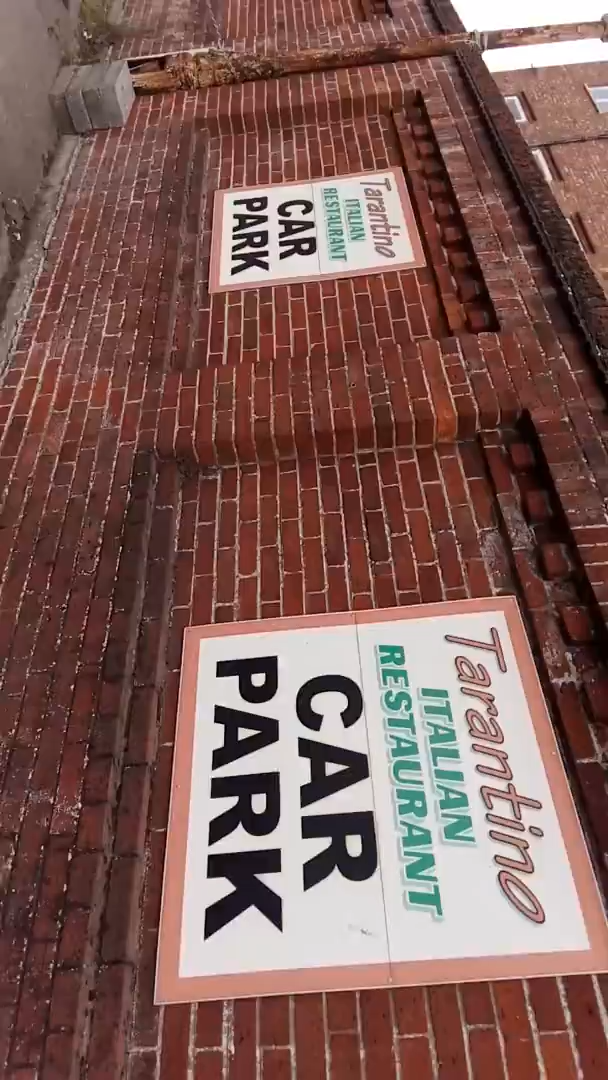 Tarantino
ITALIAN
RESTAURANT
CAR
PARK
Tarantino
ITALIAN
RESTAURANT
CAR
PARK